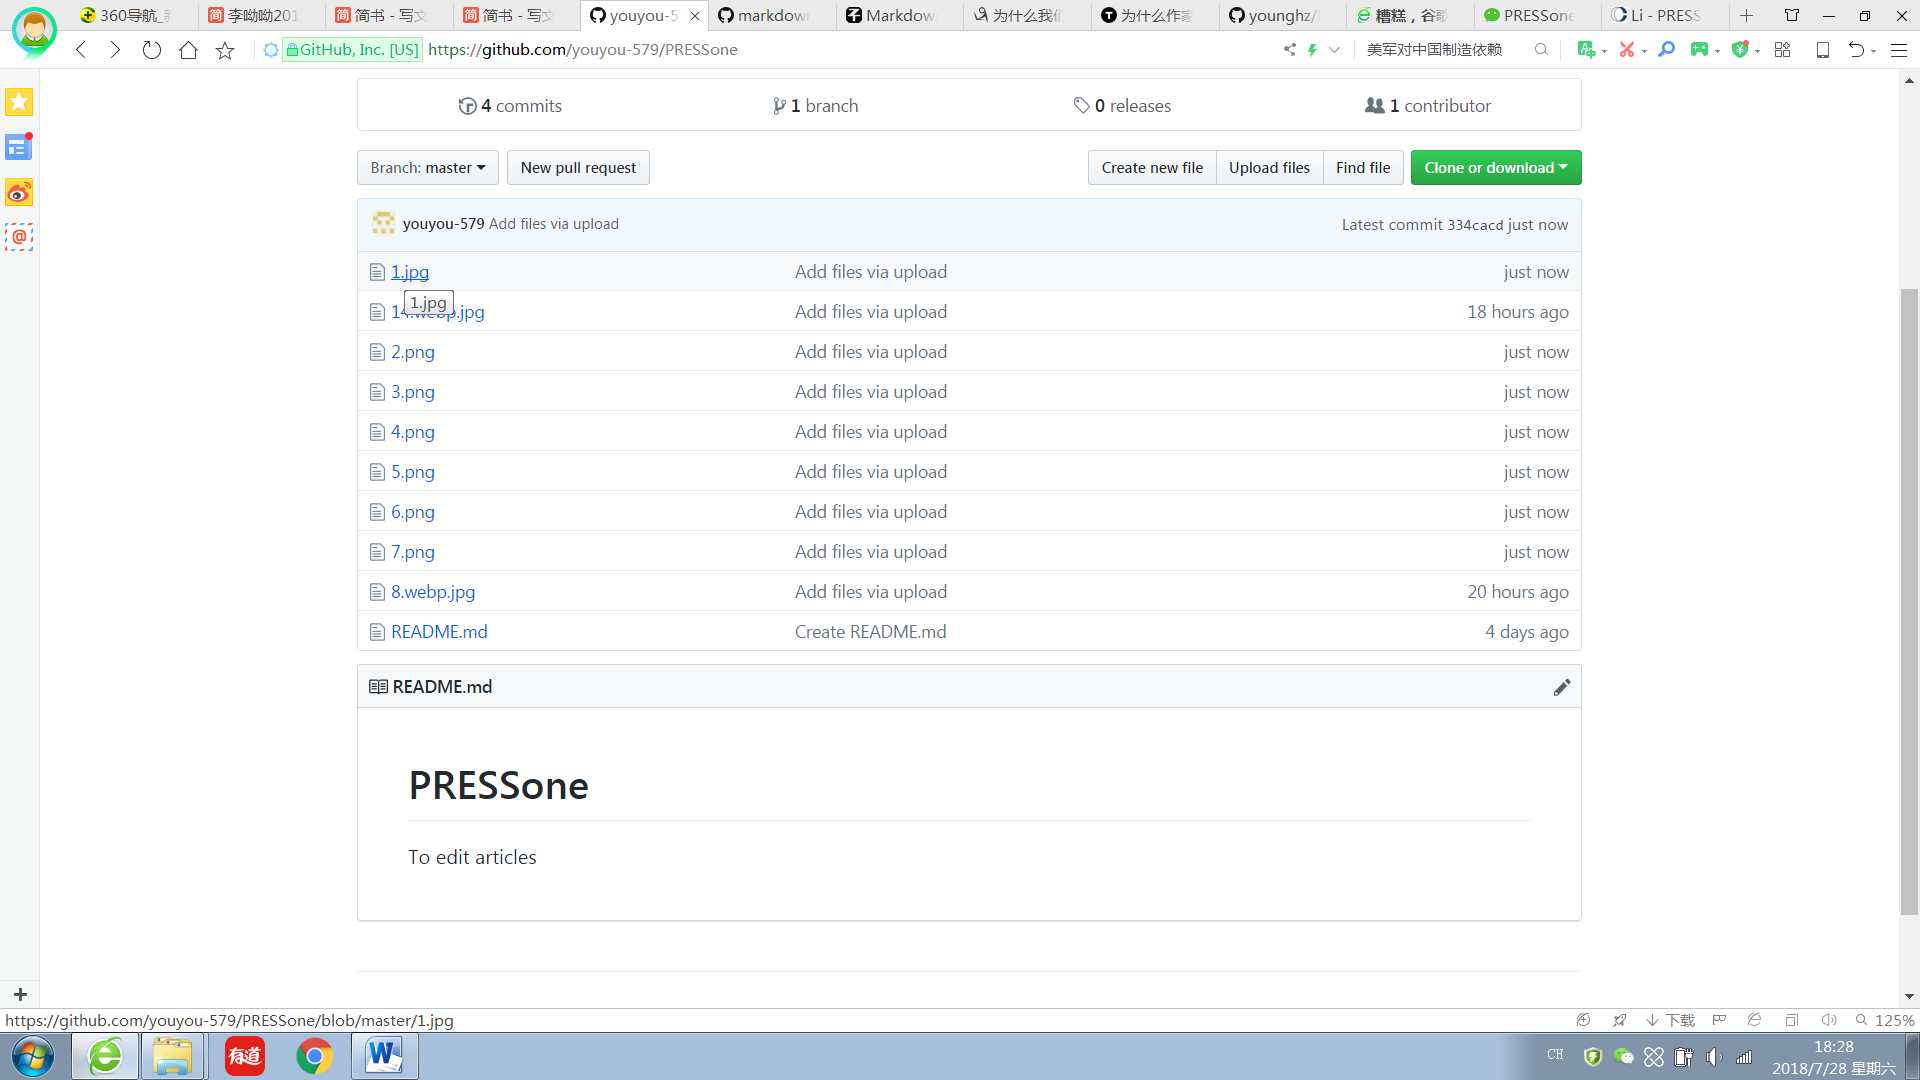 360导航_新
李呦呦201
简书 - 写文
简书 - 写文
youyou-5
markdow
Markdow
为什么我们
为什么作家
younghz/
糟糕，谷歌
PRESSone
Li - PRESS
GitHub, Inc. [US] https://github.com/youyou-579/PRESSone
美军对中国制造依赖
4 commits
1 branch
0 releases
1 contributor
Branch: master
New pull request
Create new file
Upload files
Find file
Clone or download
youyou-579 Add files via upload
Latest commit 334cacd just now
1.jpg Add files via upload just now
1.jpg
14.webp.jpg Add files via upload 18 hours ago
2.png Add files via upload just now
3.png Add files via upload just now
4.png Add files via upload just now
5.png Add files via upload just now
6.png Add files via upload just now
7.png Add files via upload just now
8.webp.jpg Add files via upload 20 hours ago
README.md Create README.md 4 days ago
README.md
PRESSone
To edit articles
https://github.com/youyou-579/PRESSone/blob/master/1.jpg
下载
125%
有道
CH
18:28
2018/7/28 星期六